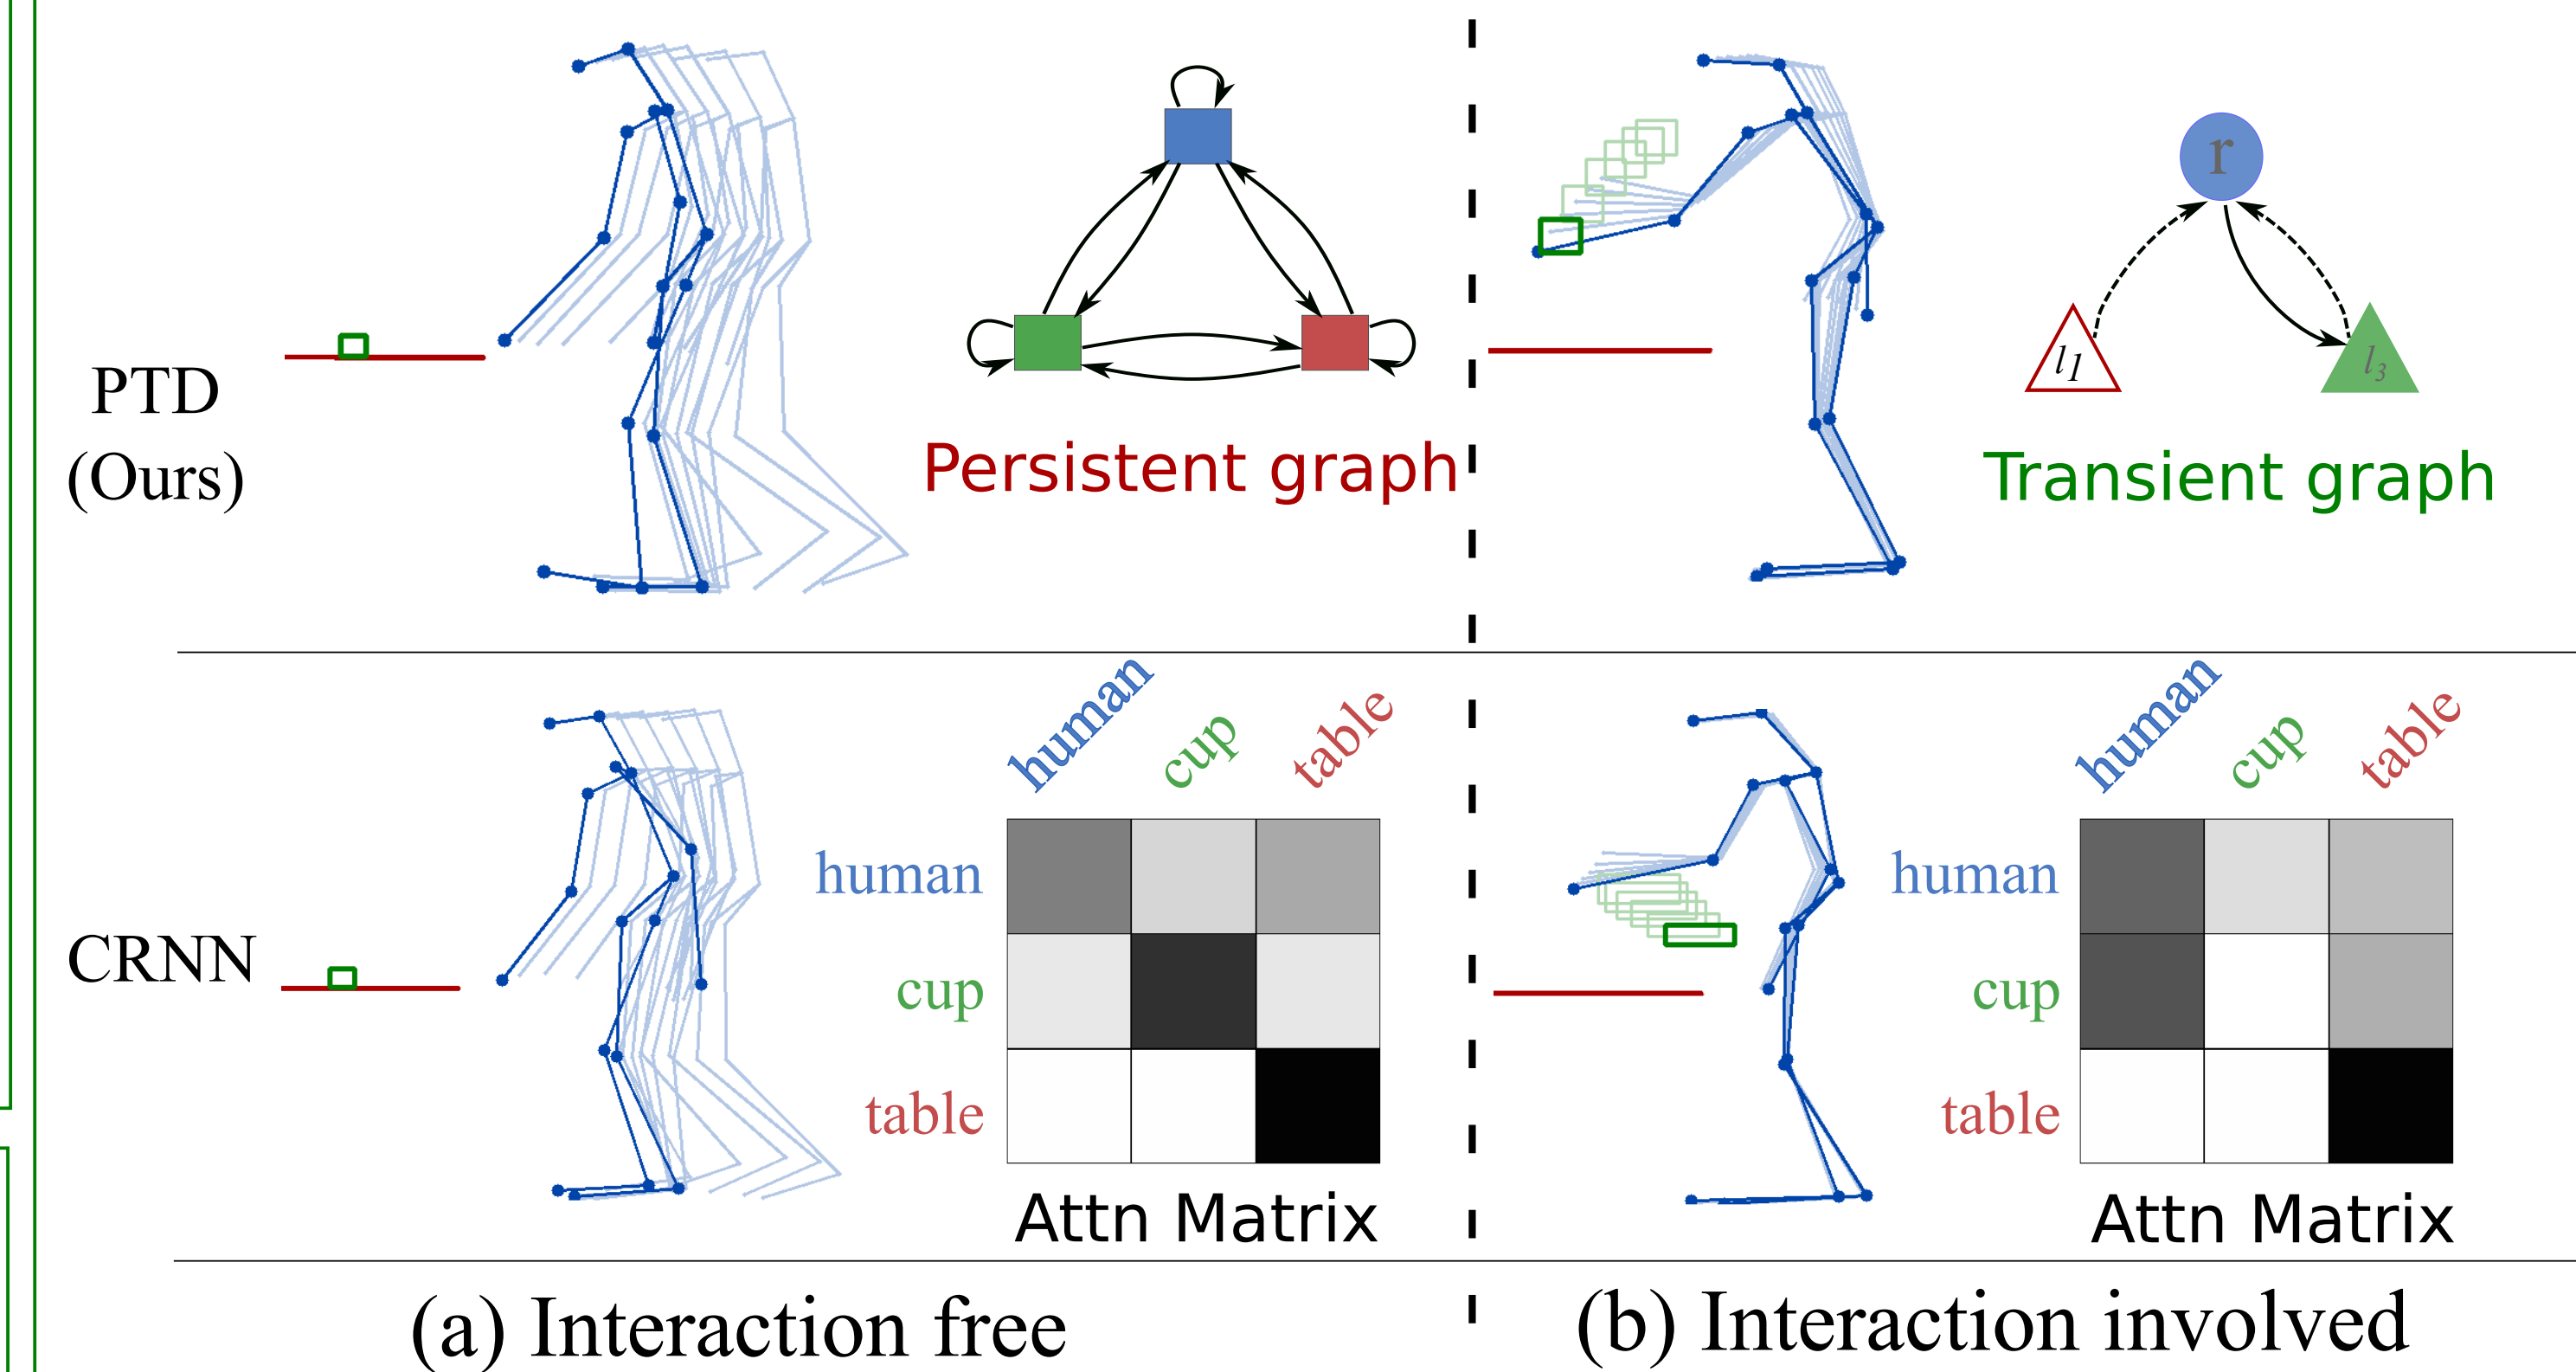 r
l1
l3
PTD
(Ours)
Persistent graph
Transient graph
human cup table
human cup table
human
human
CRNN
cup
cup
table
table
Attn Matrix
Attn Matrix
(a) Interaction free
(b) Interaction involved